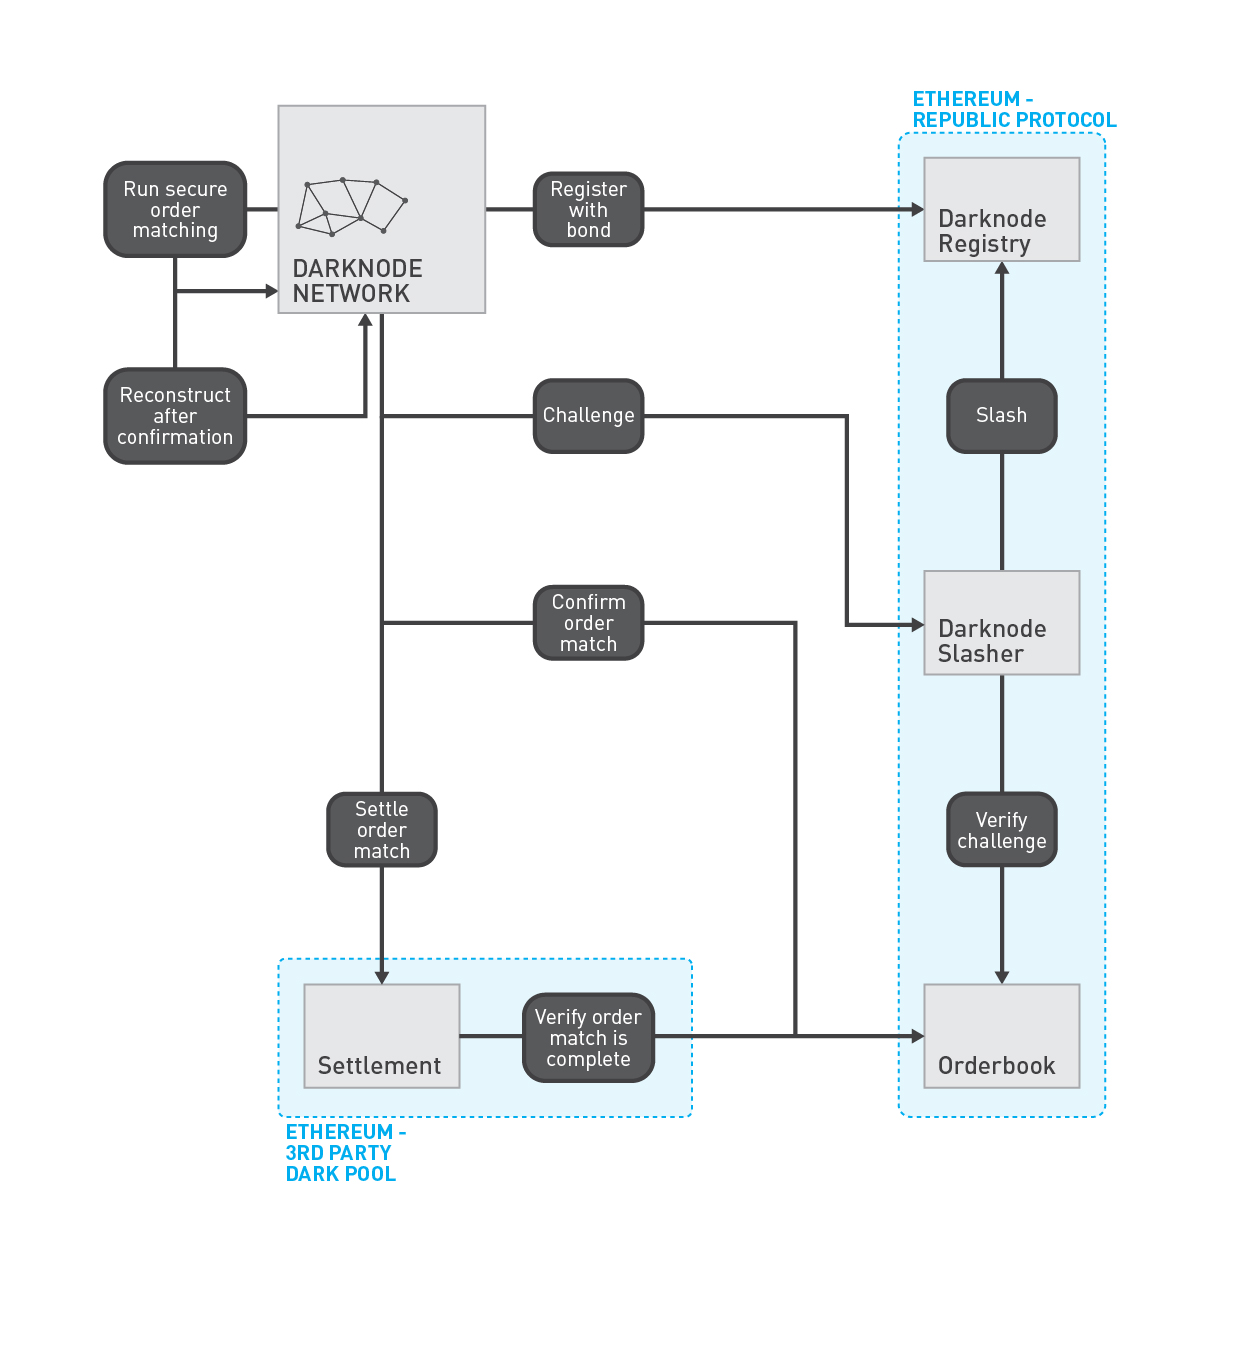 ETHEREUM -
REPUBLIC PROTOCOL
Run secure
order
matching
DARKNODE
NETWORK
Register
with
bond
Darknode
Registry
Reconstruct
after
confirmation
Challenge
Slash
Confirm
order
match
Darknode
Slasher
Settle
order
match
Verify
challenge
Settlement
Verify order
match is
complete
Orderbook
ETHEREUM -
3RD PARTY
DARK POOL